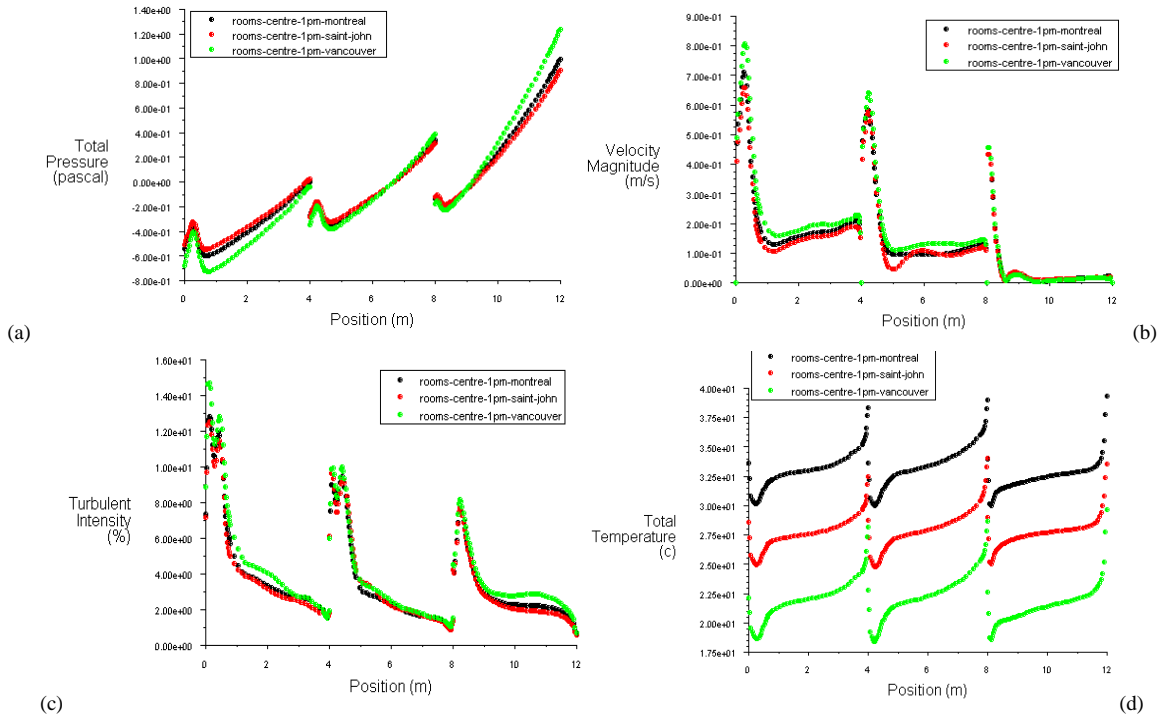 1.40e+00
1.20e+00
1.00e+00
8.00e-01
6.00e-01
4.00e-01
2.00e-01
0.00e+00
-2.00e-01
-4.00e-01
-6.00e-01
-8.00e-01
Total
Pressure
(pascal)
rooms-centre-1pm-montreal
rooms-centre-1pm-saint-john
rooms-centre-1pm-vancouver
0 2 4 6 8 10 12
Position (m)
(a)
9.00e-01
8.00e-01
7.00e-01
6.00e-01
5.00e-01
4.00e-01
3.00e-01
2.00e-01
1.00e-01
0.00e+00
Velocity
Magnitude
(m/s)
rooms-centre-1pm-montreal
rooms-centre-1pm-saint-john
rooms-centre-1pm-vancouver
0 2 4 6 8 10 12
Position (m)
(b)
1.60e+01
1.40e+01
1.20e+01
1.00e+01
8.00e+00
6.00e+00
4.00e+00
2.00e+00
0.00e+00
Turbulent
Intensity
(%)
rooms-centre-1pm-montreal
rooms-centre-1pm-saint-john
rooms-centre-1pm-vancouver
0 2 4 6 8 10 12
Position (m)
(c)
rooms-centre-1pm-montreal
rooms-centre-1pm-saint-john
rooms-centre-1pm-vancouver
4.00e+01
3.75e+01
3.50e+01
3.25e+01
3.00e+01
2.75e+01
2.50e+01
2.25e+01
2.00e+01
1.75e+01
Total
Temperature
(c)
0 2 4 6 8 10 12
Position (m)
(d)